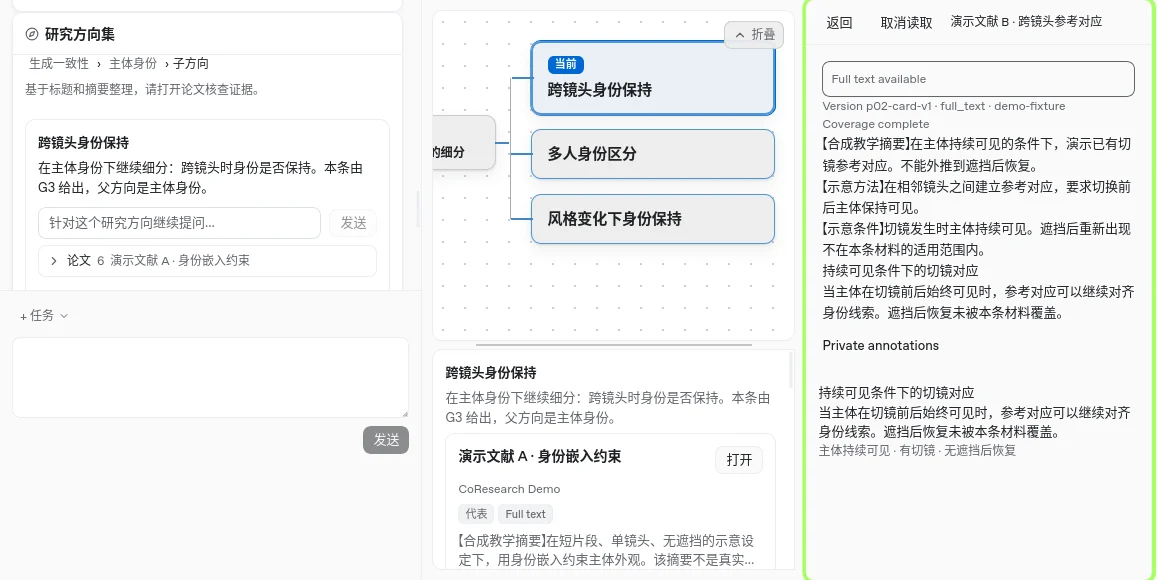 研究方向集
生成一致性 › 主体身份 › 子方向
基于标题和摘要整理，请打开论文核查证据。
跨镜头身份保持
在主体身份下继续细分：跨镜头时身份是否保持。本条由
G3 给出，父方向是主体身份。
针对这个研究方向继续提问...
发送
论文 6 演示文献 A · 身份嵌入约束
+ 任务
发送
折叠
当前
跨镜头身份保持
的细分
多人身份区分
风格变化下身份保持
跨镜头身份保持
在主体身份下继续细分：跨镜头时身份是否保持。本条由
G3 给出，父方向是主体身份。
演示文献 A · 身份嵌入约束
打开
CoResearch Demo
代表 Full text
【合成教学摘要】在短片段、单镜头、无遮挡的示意设
定下，用身份嵌入约束主体外观。该摘要不是真实...
返回 取消读取 演示文献 B · 跨镜头参考对应
Full text available
Version p02-card-v1 · full_text · demo-fixture
Coverage complete
【合成教学摘要】在主体持续可见的条件下，演示已有切
镜参考对应。不能外推到遮挡后恢复。
【示意方法】在相邻镜头之间建立参考对应，要求切换前
后主体保持可见。
【示意条件】切镜发生时主体持续可见。遮挡后重新出现
不在本条材料的适用范围内。
持续可见条件下的切镜对应
当主体在切镜前后始终可见时，参考对应可以继续对齐
身份线索。遮挡后恢复未被本条材料覆盖。
Private annotations
持续可见条件下的切镜对应
当主体在切镜前后始终可见时，参考对应可以继续对齐
身份线索。遮挡后恢复未被本条材料覆盖。
主体持续可见 · 有切镜 · 无遮挡后恢复